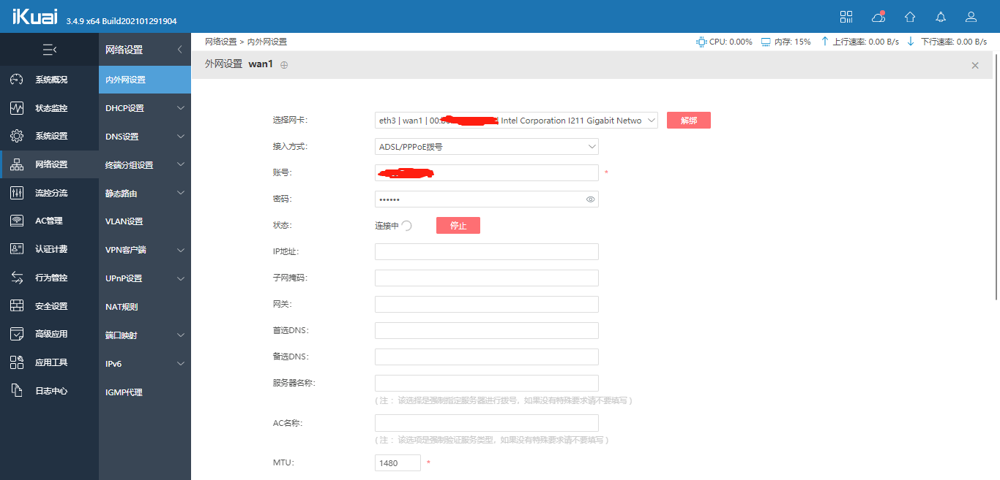 iKuai 3.4.9 x64 Build202101291904
网络设置
网络设置 > 内外网设置
CPU: 0.00% 内存: 15% 上行速率: 0.00 B/s 下行速率: 0.00 B/s
外网设置 wan1
系统概况
状态监控
系统设置
网络设置
流控分流
AC管理
认证计费
行为管控
安全设置
高级应用
应用工具
日志中心
内外网设置
DHCP设置
DNS设置
终端分组设置
静态路由
VLAN设置
VPN客户端
UPnP设置
NAT规则
端口映射
IPv6
IGMP代理
选择网卡: eth3 | wan1 | 00: | Intel Corporation I211 Gigabit Netwo 解绑
接入方式: ADSL/PPPoE拨号
账号: *
密码: ••••••
状态: 连接中 停止
IP地址:
子网掩码:
网关:
首选DNS:
备选DNS:
服务器名称:
( 注 : 该选择是强制指定服务器进行拨号，如果没有特殊要求请不要填写 )
AC名称:
( 注 : 该选项是强制验证服务类型，如果没有特殊要求请不要填写 )
MTU: 1480 *